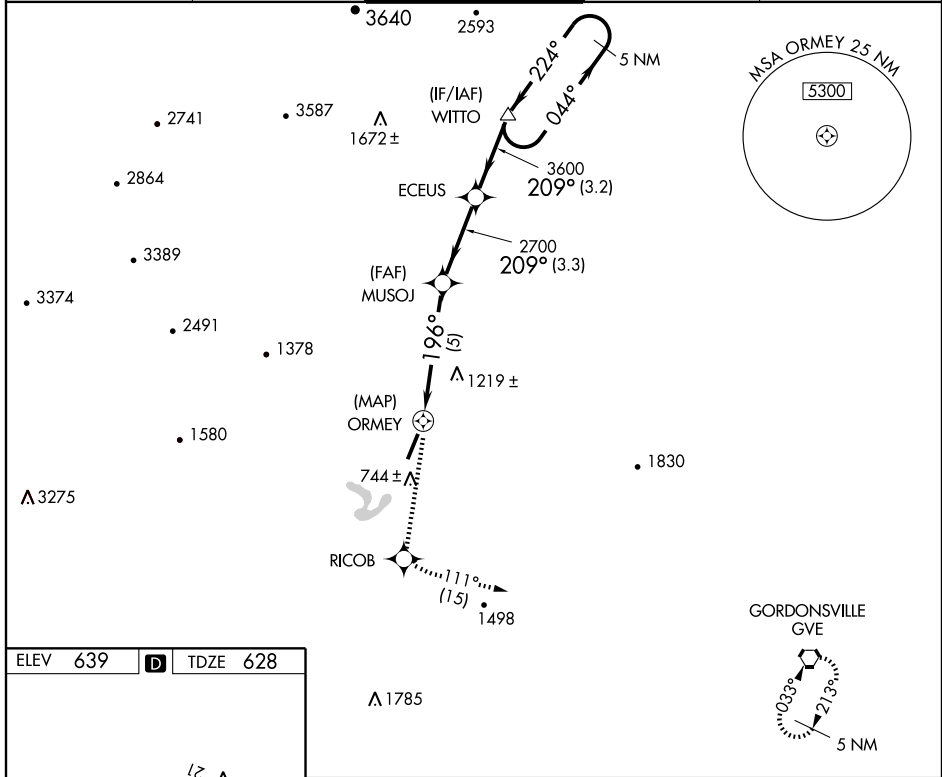 3640
2593
224°
5 NM
044°
MSA ORMEY 25 NM
5300
(IF/IAF)
WITTO
2741
3587
1672 ±
2864
ECEUS
3600
209° (3.2)
3389
2700
209° (3.3)
(FAF)
MUSOJ
3374
2491
1378
196°
(5)
1219 ±
(MAP)
ORMEY
1580
1830
744 ±
3275
RICOB
111°
(15)
1498
GORDONSVILLE
GVE
033°
213°
5 NM
ELEV 639 D TDZE 628
1785
21